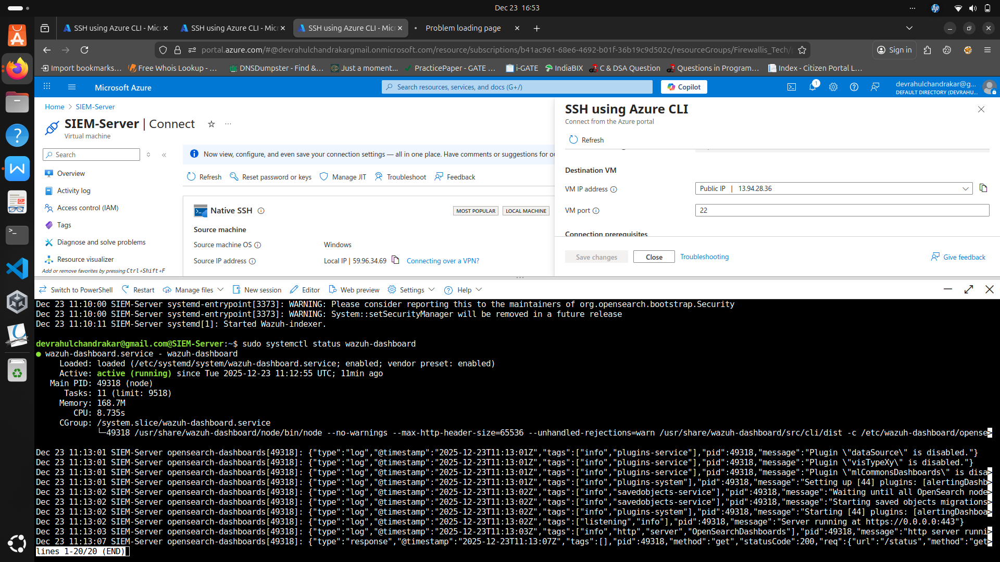 Dec 23 16:53
SSH using Azure CLI - Mic
SSH using Azure CLI - Mic
SSH using Azure CLI - Mic
Problem loading page
portal.azure.com/#@devrahulchandrakargmail.onmicrosoft.com/resource/subscriptions/b41ac961-68e6-4692-b01f-36b19c9d502c/resourceGroups/Firewallis_Tech/
Sign in
Import bookmarks…
Free Whois Lookup - …
DNSDumpster - Find &…
Just a moment…
PracticePaper - GATE …
i-GATE
IndiaBIX
C & DSA Question
Questions in Program…
Index - Citizen Portal L…
Microsoft Azure
Search resources, services, and docs (G+/)
Copilot
1
devrahulchandrakar@g...
DEFAULT DIRECTORY (DEVRAHU...
Home > SIEM-Server
SIEM-Server | Connect
Virtual machine
Search
Overview
Activity log
Access control (IAM)
Tags
Diagnose and solve problems
Resource visualizer
Add or remove favorites by pressing Ctrl+Shift+F
Now view, configure, and even save your connection settings — all in one place. Have comments or suggestions for ou
Refresh
Reset password or keys
Manage JIT
Troubleshoot
Feedback
Native SSH
MOST POPULAR
LOCAL MACHINE
Source machine
Source machine OS
Windows
Source IP address
Local IP | 59.96.34.69
Connecting over a VPN?
SSH using Azure CLI
Connect from the Azure portal
Refresh
Destination VM
VM IP address
Public IP | 13.94.28.36
VM port
22
Connection prerequisites
Save changes
Close
Troubleshooting
Give feedback
Switch to PowerShell
Restart
Manage files
New session
Editor
Web preview
Settings
Help
Dec 23 11:10:00 SIEM-Server systemd-entrypoint[3373]: WARNING: Please consider reporting this to the maintainers of org.opensearch.bootstrap.Security
Dec 23 11:10:00 SIEM-Server systemd-entrypoint[3373]: WARNING: System::setSecurityManager will be removed in a future release
Dec 23 11:10:11 SIEM-Server systemd[1]: Started Wazuh-indexer.
devrahulchandrakar@gmail.com@SIEM-Server:~$ sudo systemctl status wazuh-dashboard
● wazuh-dashboard.service - wazuh-dashboard
Loaded: loaded (/etc/systemd/system/wazuh-dashboard.service; enabled; vendor preset: enabled)
Active: active (running) since Tue 2025-12-23 11:12:55 UTC; 11min ago
Main PID: 49318 (node)
Tasks: 11 (limit: 9518)
Memory: 168.7M
CPU: 8.735s
CGroup: /system.slice/wazuh-dashboard.service
└─49318 /usr/share/wazuh-dashboard/node/bin/node --no-warnings --max-http-header-size=65536 --unhandled-rejections=warn /usr/share/wazuh-dashboard/src/cli/dist -c /etc/wazuh-dashboard/opense>
Dec 23 11:13:01 SIEM-Server opensearch-dashboards[49318]: {"type":"log","@timestamp":"2025-12-23T11:13:01Z","tags":["info","plugins-service"],"pid":49318,"message":"Plugin \"dataSource\" is disabled."}
Dec 23 11:13:01 SIEM-Server opensearch-dashboards[49318]: {"type":"log","@timestamp":"2025-12-23T11:13:01Z","tags":["info","plugins-service"],"pid":49318,"message":"Plugin \"visTypeXy\" is disabled."}
Dec 23 11:13:01 SIEM-Server opensearch-dashboards[49318]: {"type":"log","@timestamp":"2025-12-23T11:13:01Z","tags":["info","plugins-service"],"pid":49318,"message":"Plugin \"mlCommonsDashboards\" is disa>
Dec 23 11:13:01 SIEM-Server opensearch-dashboards[49318]: {"type":"log","@timestamp":"2025-12-23T11:13:01Z","tags":["info","plugins-system"],"pid":49318,"message":"Setting up [44] plugins: [alertingDashb>
Dec 23 11:13:02 SIEM-Server opensearch-dashboards[49318]: {"type":"log","@timestamp":"2025-12-23T11:13:02Z","tags":["info","savedobjects-service"],"pid":49318,"message":"Waiting until all OpenSearch node>
Dec 23 11:13:02 SIEM-Server opensearch-dashboards[49318]: {"type":"log","@timestamp":"2025-12-23T11:13:02Z","tags":["info","savedobjects-service"],"pid":49318,"message":"Starting saved objects migrations>
Dec 23 11:13:02 SIEM-Server opensearch-dashboards[49318]: {"type":"log","@timestamp":"2025-12-23T11:13:02Z","tags":["info","plugins-system"],"pid":49318,"message":"Starting [44] plugins: [alertingDashboa>
Dec 23 11:13:02 SIEM-Server opensearch-dashboards[49318]: {"type":"log","@timestamp":"2025-12-23T11:13:02Z","tags":["listening","info"],"pid":49318,"message":"Server running at https://0.0.0.0:443"}
Dec 23 11:13:03 SIEM-Server opensearch-dashboards[49318]: {"type":"log","@timestamp":"2025-12-23T11:13:03Z","tags":["info","http","server","OpenSearchDashboards"],"pid":49318,"message":"http server runni>
Dec 23 11:13:07 SIEM-Server opensearch-dashboards[49318]: {"type":"response","@timestamp":"2025-12-23T11:13:07Z","tags":[],"pid":49318,"method":"get","statusCode":200,"req":{"url":"/status","method":"get>
lines 1-20/20 (END)